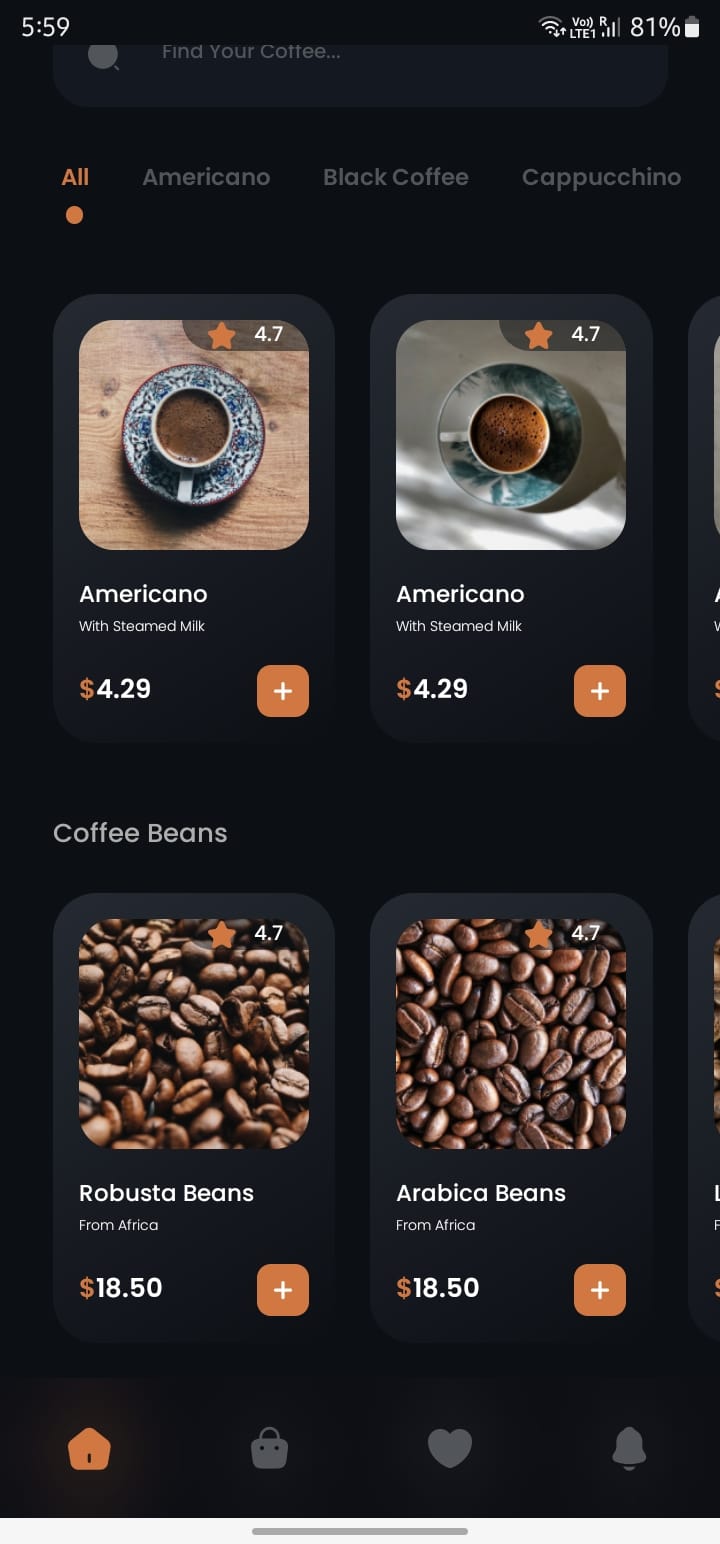 5:59 Vo)) R LTE1 81%
Find Your Coffee...
All Americano Black Coffee Cappucchino
4.7 4.7
Americano Americano
With Steamed Milk With Steamed Milk
$4.29 $4.29
Coffee Beans
4.7 4.7
Robusta Beans Arabica Beans
From Africa From Africa
$18.50 $18.50